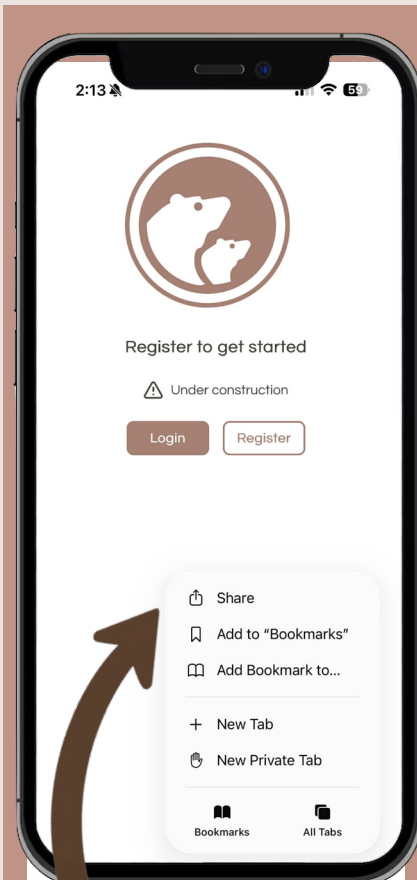 2:13
59
Register to get started
Under construction
Login
Register
Share
Add to “Bookmarks”
Add Bookmark to...
New Tab
New Private Tab
Bookmarks
All Tabs